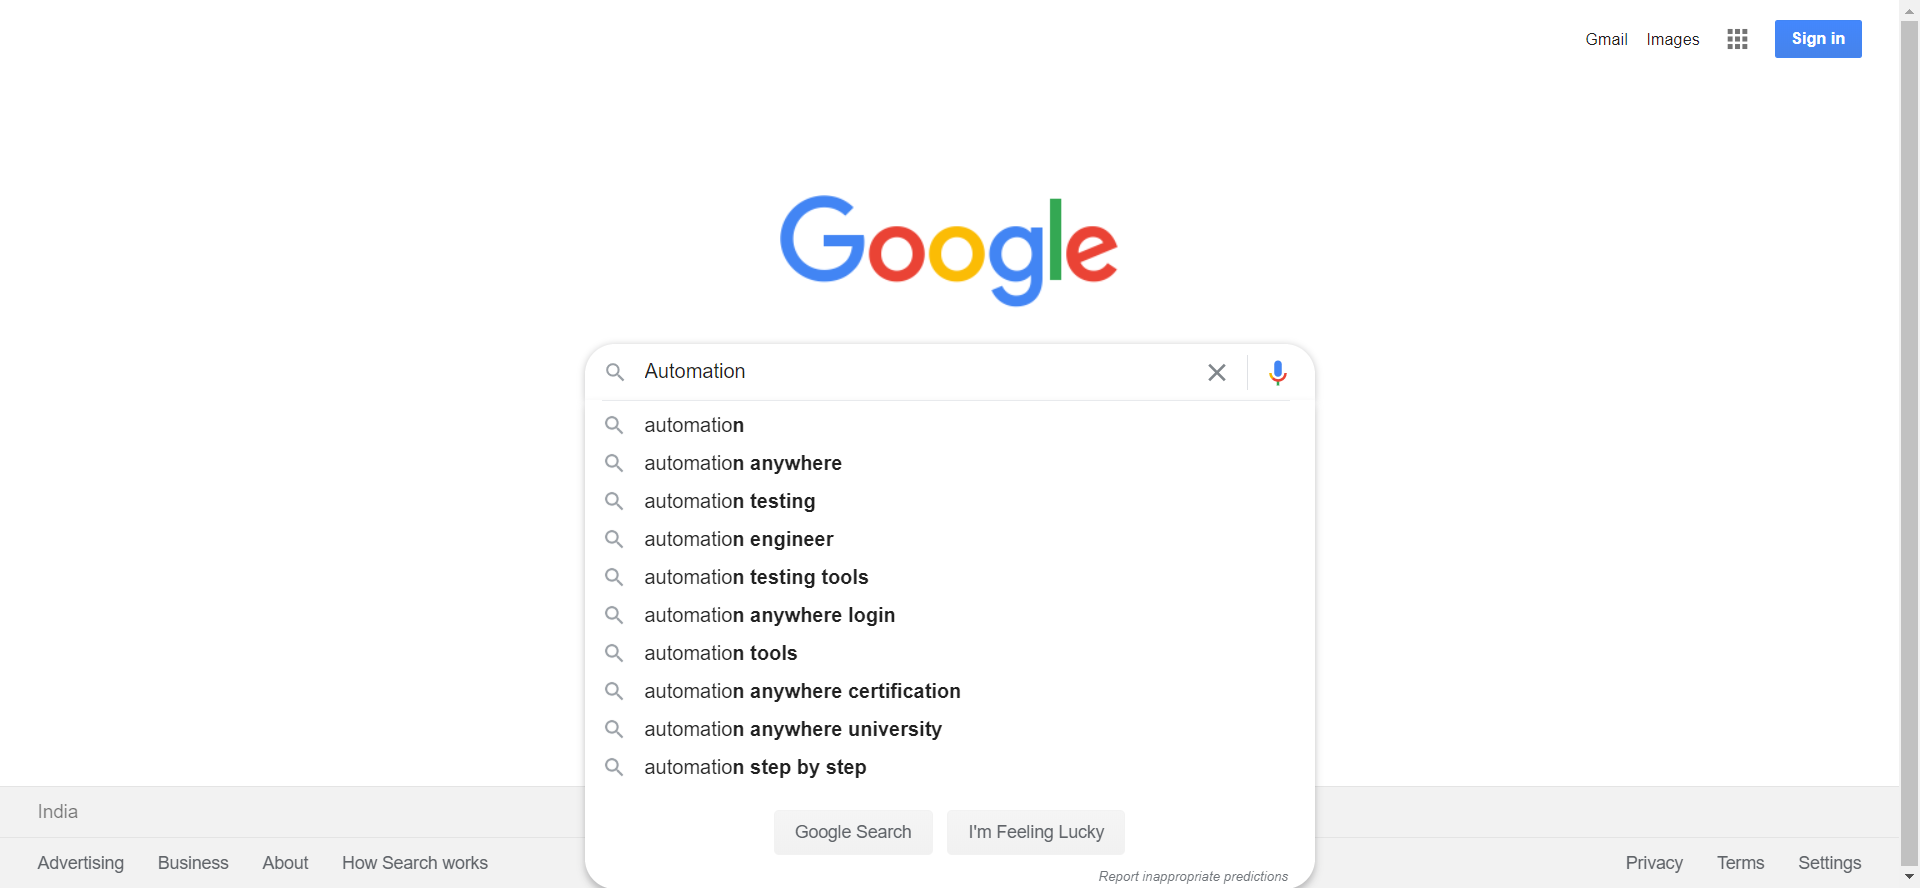 Gmail Images Sign in
Google
Automation
automation
automation anywhere
automation testing
automation engineer
automation testing tools
automation anywhere login
automation tools
automation anywhere certification
automation anywhere university
automation step by step
India
Google Search I'm Feeling Lucky
Advertising Business About How Search works Privacy Terms Settings
Report inappropriate predictions